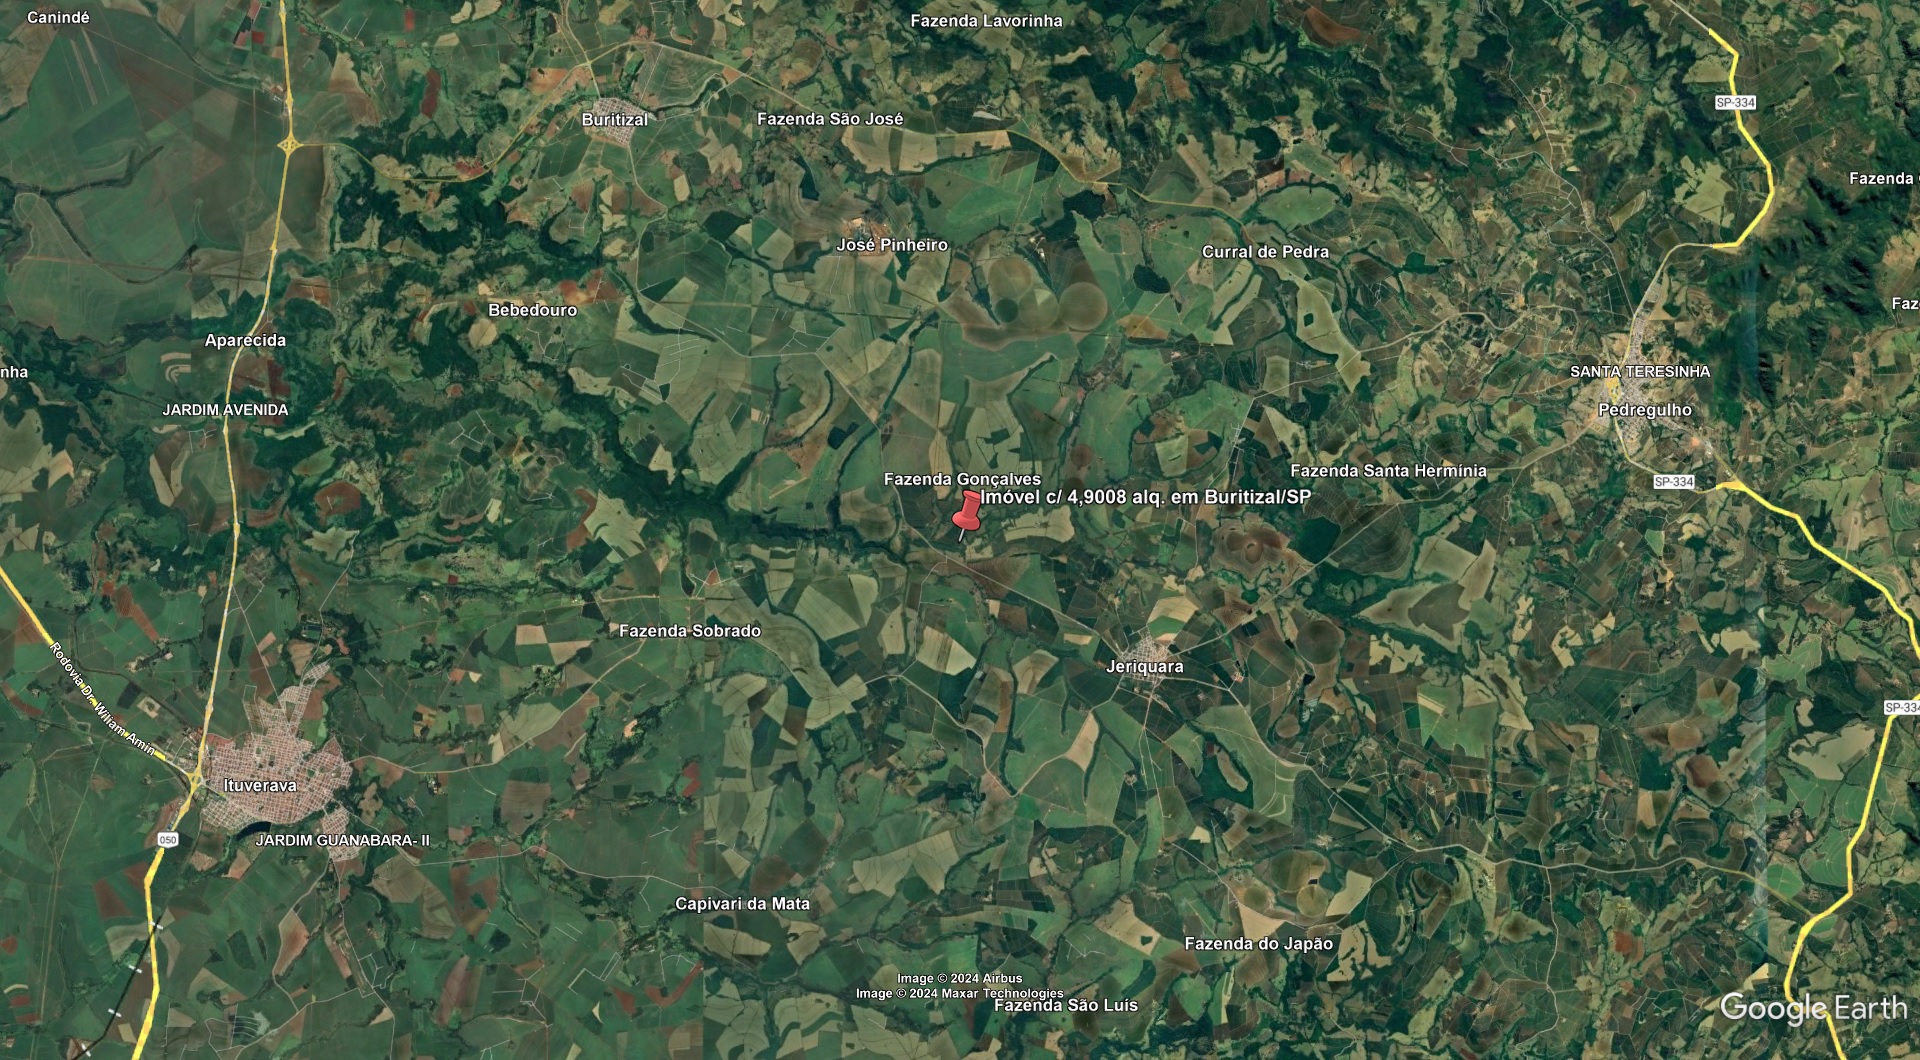 Canindé
Fazenda Lavorinha
SP-334
Buritizal
Fazenda São José
Fazenda
José Pinheiro
Curral de Pedra
Bebedouro
Aparecida
nha
SANTA TERESINHA
JARDIM AVENIDA
Pedregulho
Fazenda Santa Hermínia
Fazenda Gonçalves
SP-334
Imóvel c/ 4,9008 alq. em Buritizal/SP
Fazenda Sobrado
Jeriquara
Rodovia Dr. Wiliam Amin
SP-334
Ituverava
050
JARDIM GUANABARA- II
Capivari da Mata
Fazenda do Japão
Image © 2024 Airbus
Image © 2024 Maxar Technologies
Fazenda São Luís
Google Earth